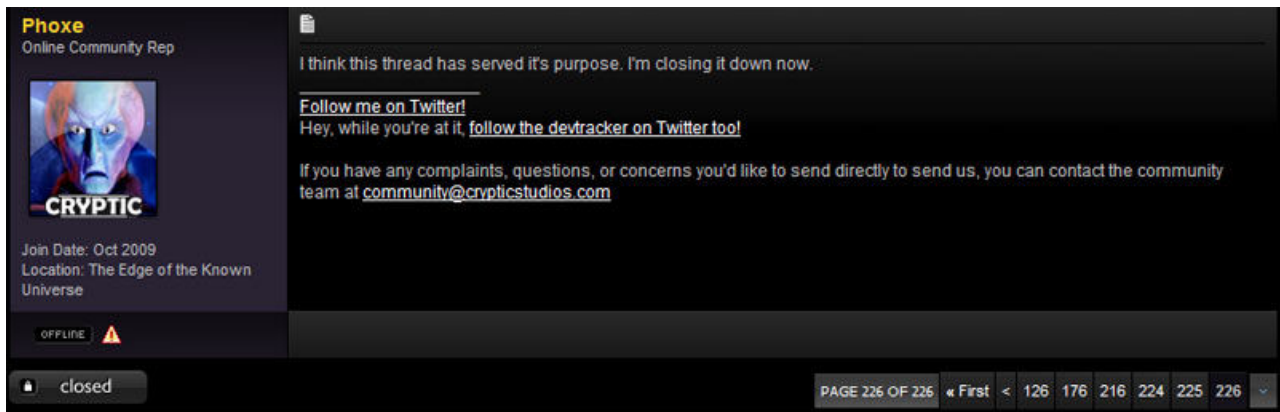 Phoxe
Online Community Rep
CRYPTIC
Join Date: Oct 2009
Location: The Edge of the Known
Universe
OFFLINE
I think this thread has served it's purpose. I'm closing it down now.
Follow me on Twitter!
Hey, while you're at it, follow the devtracker on Twitter too!
If you have any complaints, questions, or concerns you'd like to send directly to send us, you can contact the community
team at community@crypticstudios.com
closed
PAGE 226 OF 226 « First < 126 176 216 224 225 226